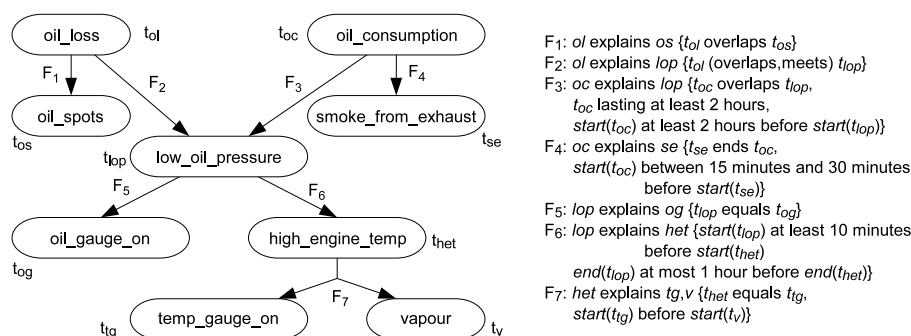 oil_loss
t_ol
t_oc
oil_consumption
F₁
F₂
F₃
F₄
oil_spots
smoke_from_exhaust
t_os
t_lop
low_oil_pressure
t_se
F₅
F₆
oil_gauge_on
high_engine_temp
t_het
t_og
F₇
temp_gauge_on
vapour
t_tg
t_v
F₁: ol explains os {t_ol overlaps t_os}
F₂: ol explains lop {t_ol (overlaps,meets) t_lop}
F₃: oc explains lop {t_oc overlaps t_lop,
t_oc lasting at least 2 hours,
start(t_oc) at least 2 hours before start(t_lop)}
F₄: oc explains se {t_se ends t_oc,
start(t_oc) between 15 minutes and 30 minutes
before start(t_se)}
F₅: lop explains og {t_lop equals t_og}
F₆: lop explains het {start(t_lop) at least 10 minutes
before start(t_het)
end(t_lop) at most 1 hour before end(t_het)}
F₇: het explains tg,v {t_het equals t_tg,
start(t_tg) before start(t_v)}